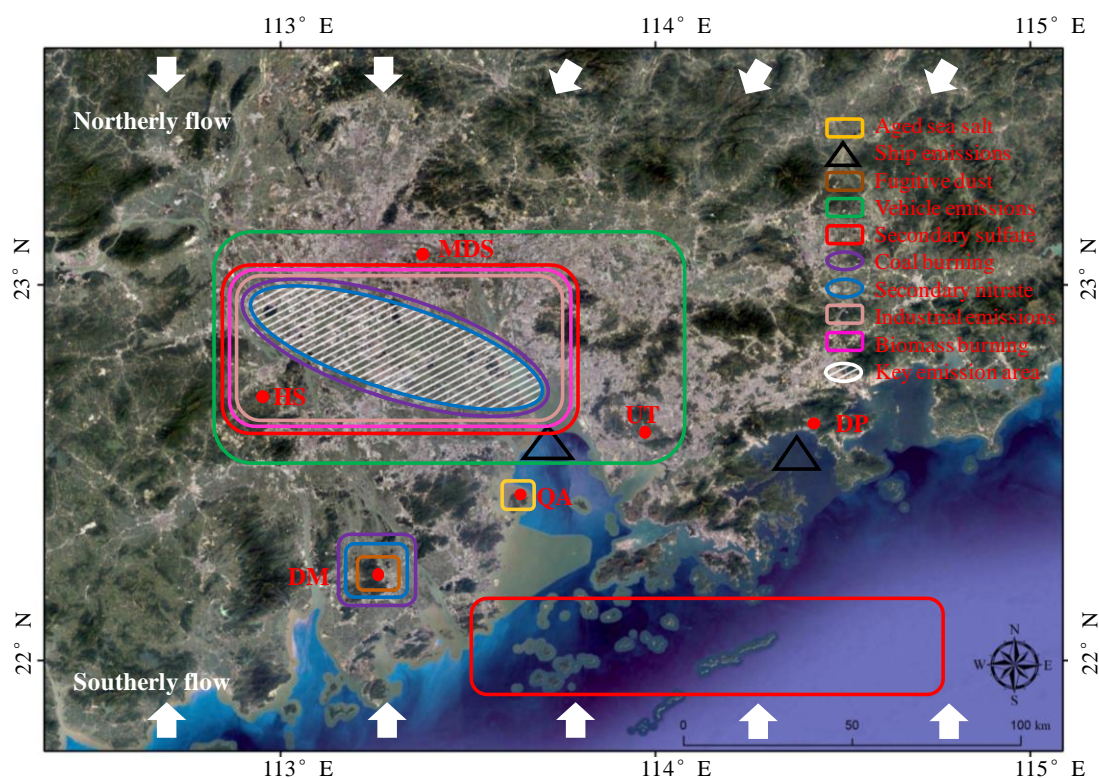 113° E
114° E
115° E
Northerly flow
Aged sea salt
Ship emissions
Fugitive dust
Vehicle emissions
Secondary sulfate
Coal burning
Secondary nitrate
Industrial emissions
Biomass burning
Key emission area
MDS
23° N
23° N
HS
UT
DP
QA
DM
22° N
22° N
N
W
E
S
Southerly flow
0
50
100 km
113° E
114° E
115° E